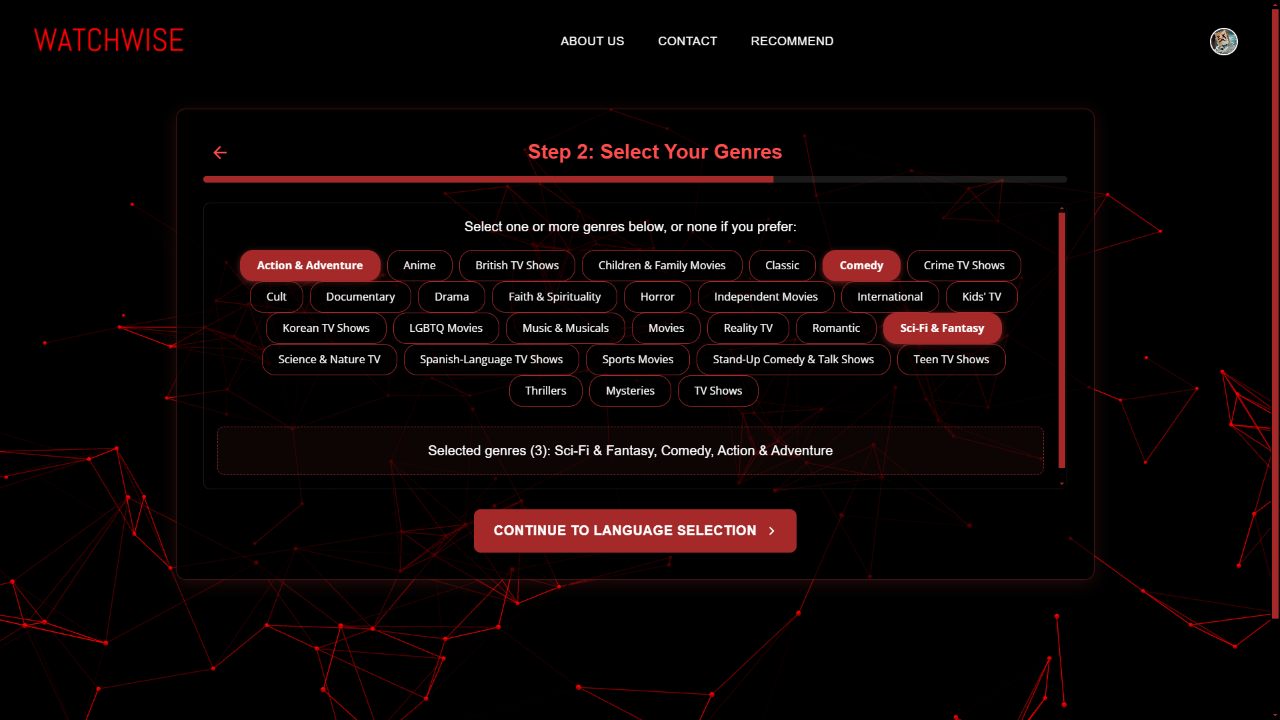 WATCHWISE
ABOUT US CONTACT RECOMMEND
Step 2: Select Your Genres
Select one or more genres below, or none if you prefer:
Action & Adventure Anime British TV Shows Children & Family Movies Classic Comedy Crime TV Shows
Cult Documentary Drama Faith & Spirituality Horror Independent Movies International Kids' TV
Korean TV Shows LGBTQ Movies Music & Musicals Movies Reality TV Romantic Sci-Fi & Fantasy
Science & Nature TV Spanish-Language TV Shows Sports Movies Stand-Up Comedy & Talk Shows Teen TV Shows
Thrillers Mysteries TV Shows
Selected genres (3): Sci-Fi & Fantasy, Comedy, Action & Adventure
CONTINUE TO LANGUAGE SELECTION